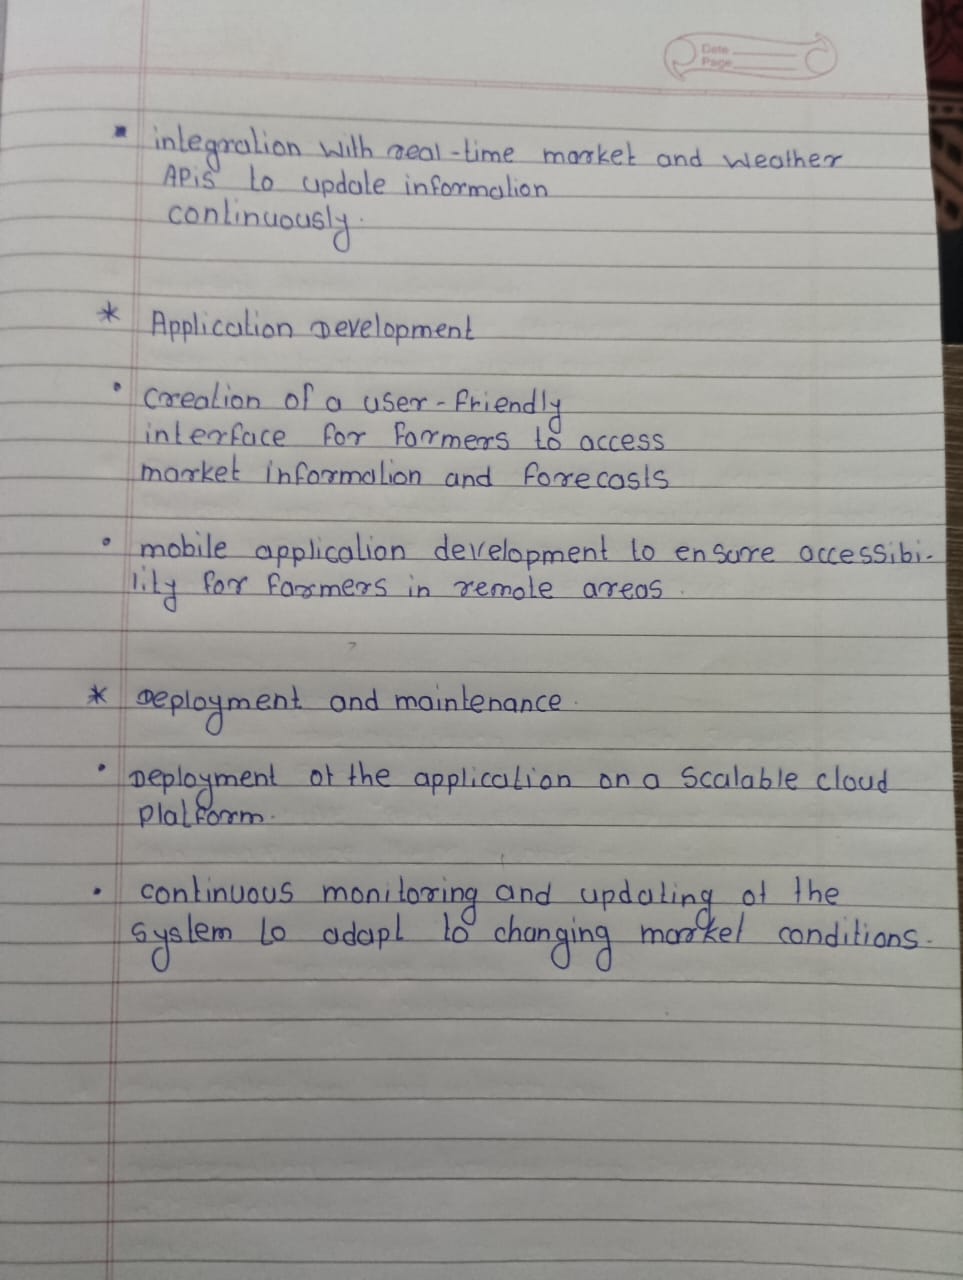 Date
Page
▪ integration with real-time market and weather
APIs to update information
continuously.
* Application Development
• creation of a user-friendly
interface for farmers to access
market information and forecasts
• mobile application development to ensure accessibi-
lity for farmers in remote areas.
* Deployment and maintenance.
• Deployment of the application on a scalable cloud
platform.
• continuous monitoring and updating of the
system to adapt to changing market conditions.